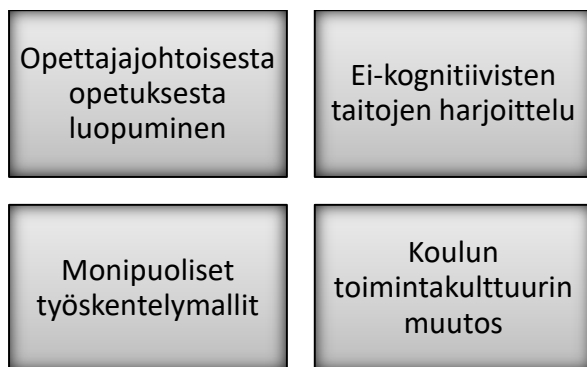 Opettajajohtoisesta
opetuksesta
luopuminen
Ei-kognitiivisten
taitojen harjoittelu
Monipuoliset
työskentelymallit
Koulun
toimintakulttuurin
muutos